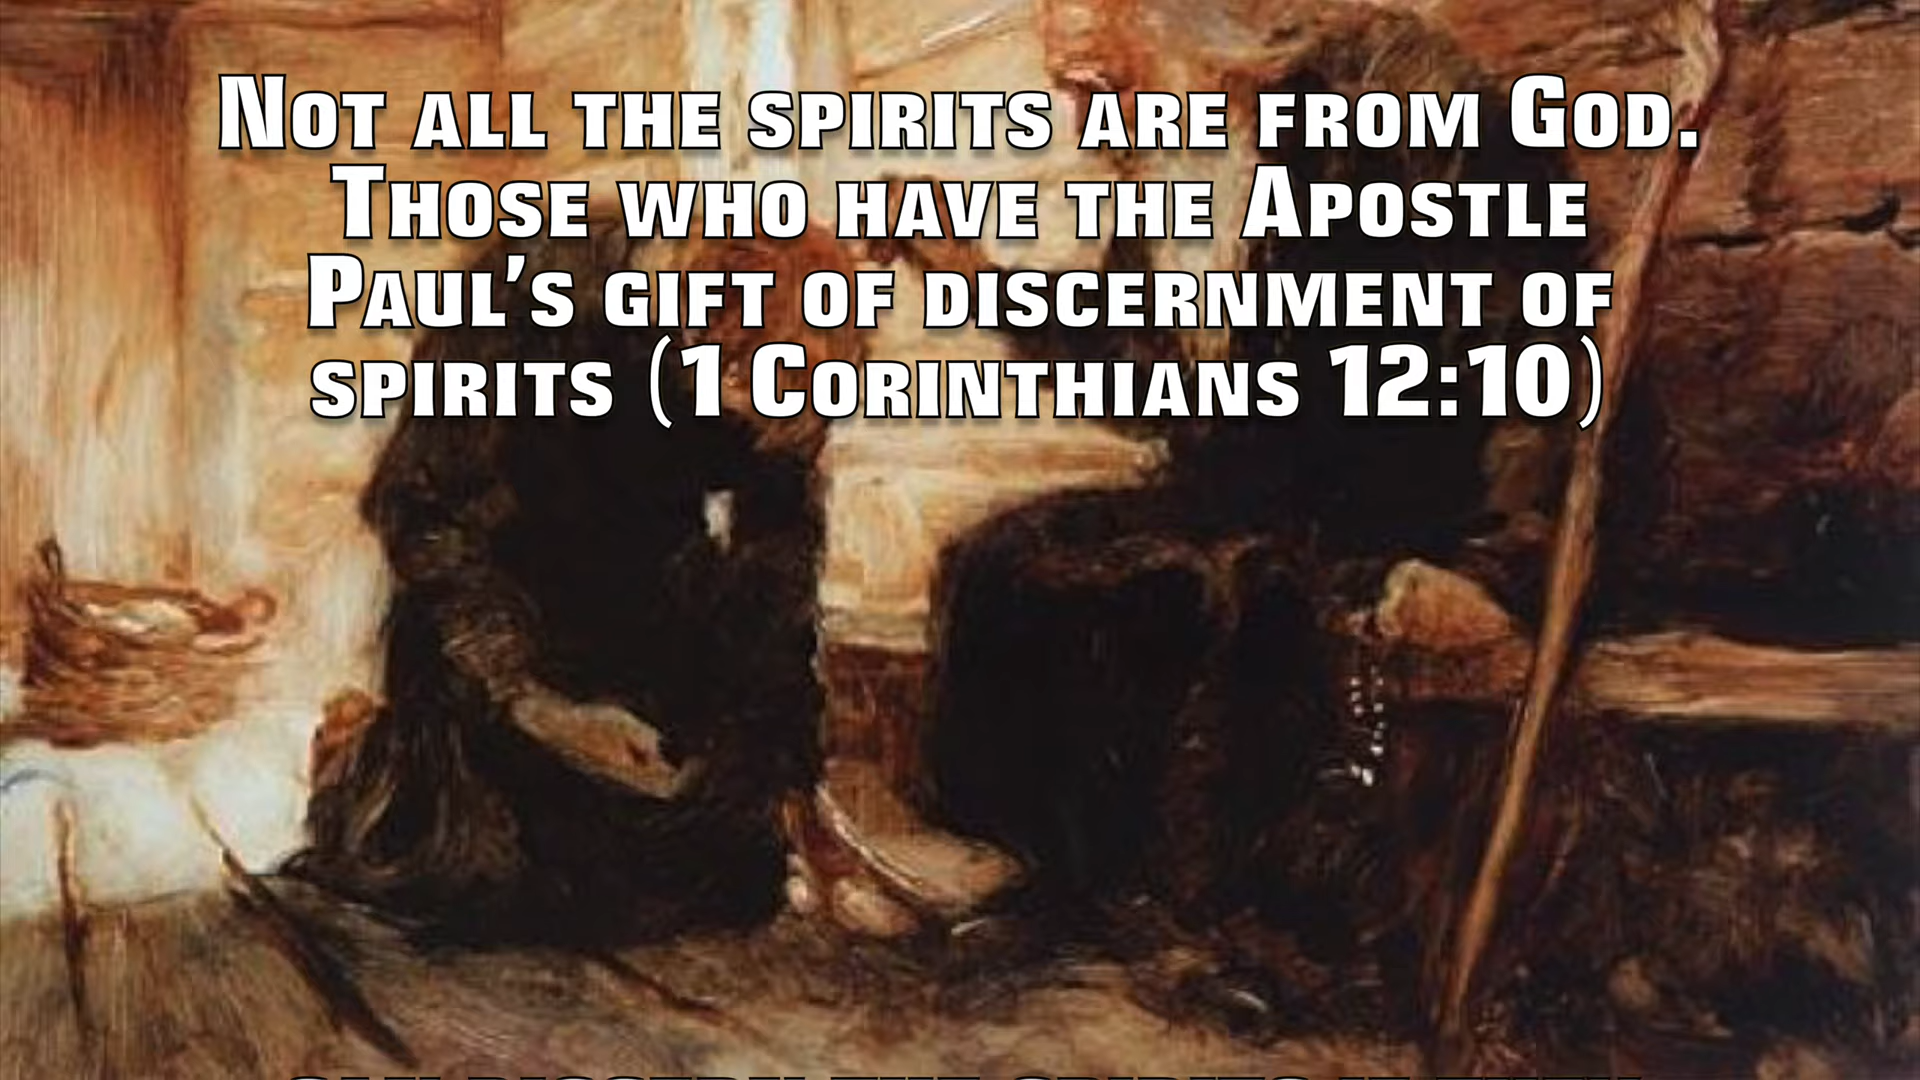 Not all the spirits are from God.
Those who have the Apostle
Paul’s gift of discernment of
spirits (1 Corinthians 12:10)